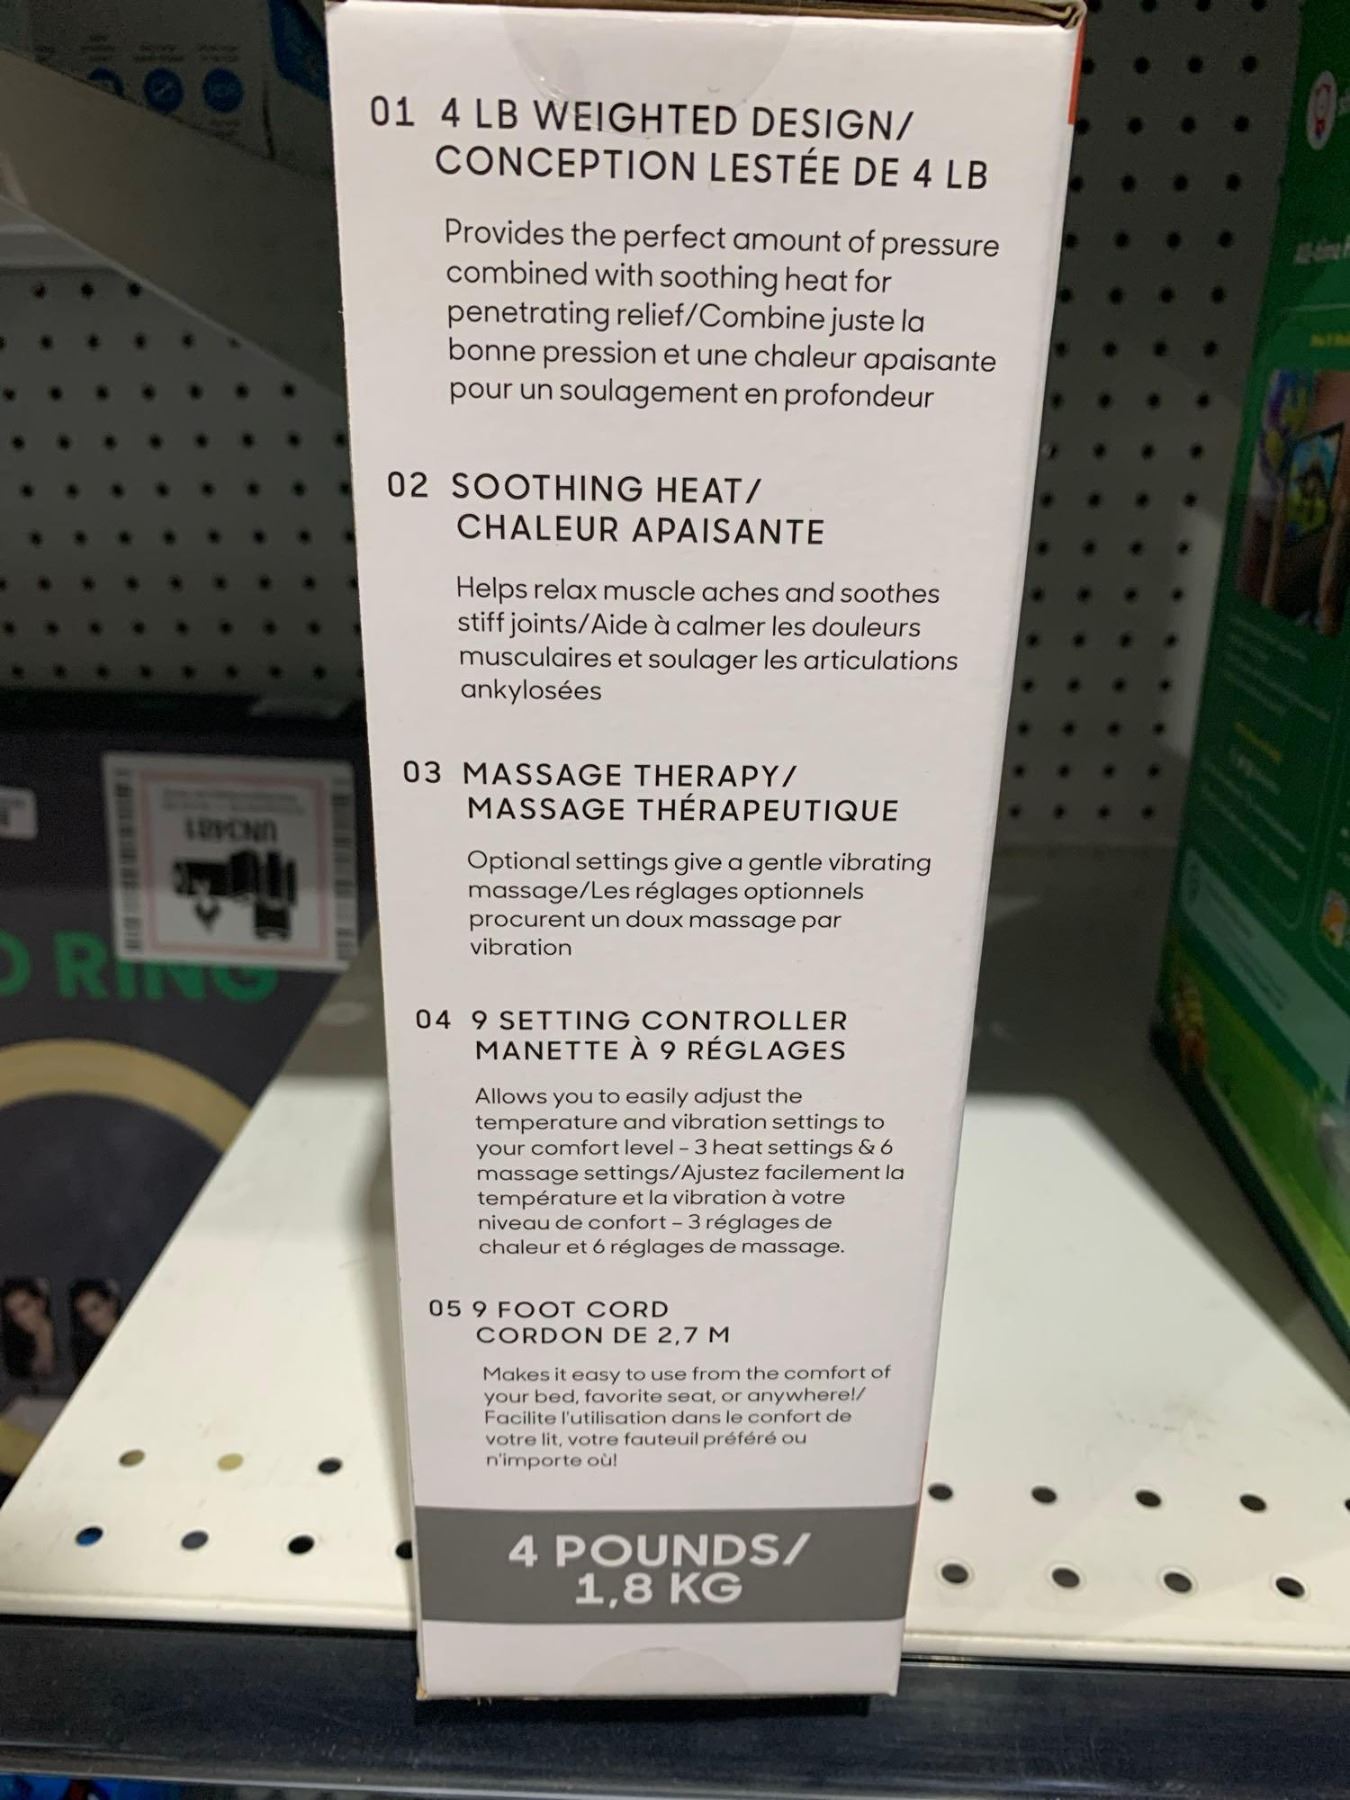 01 4 LB WEIGHTED DESIGN/
CONCEPTION LESTÉE DE 4 LB
Provides the perfect amount of pressure
combined with soothing heat for
penetrating relief/Combine juste la
bonne pression et une chaleur apaisante
pour un soulagement en profondeur
02 SOOTHING HEAT/
CHALEUR APAISANTE
Helps relax muscle aches and soothes
stiff joints/Aide à calmer les douleurs
musculaires et soulager les articulations
ankylosées
03 MASSAGE THERAPY/
MASSAGE THÉRAPEUTIQUE
Optional settings give a gentle vibrating
massage/Les réglages optionnels
procurent un doux massage par
vibration
04 9 SETTING CONTROLLER
MANETTE À 9 RÉGLAGES
Allows you to easily adjust the
temperature and vibration settings to
your comfort level - 3 heat settings & 6
massage settings/Ajustez facilement la
température et la vibration à votre
niveau de confort - 3 réglages de
chaleur et 6 réglages de massage.
05 9 FOOT CORD
CORDON DE 2,7 M
Makes it easy to use from the comfort of
your bed, favorite seat, or anywhere!/
Facilite l'utilisation dans le confort de
votre lit, votre fauteuil préféré ou
n'importe où!
4 POUNDS/
1,8 KG
UN3481
RING